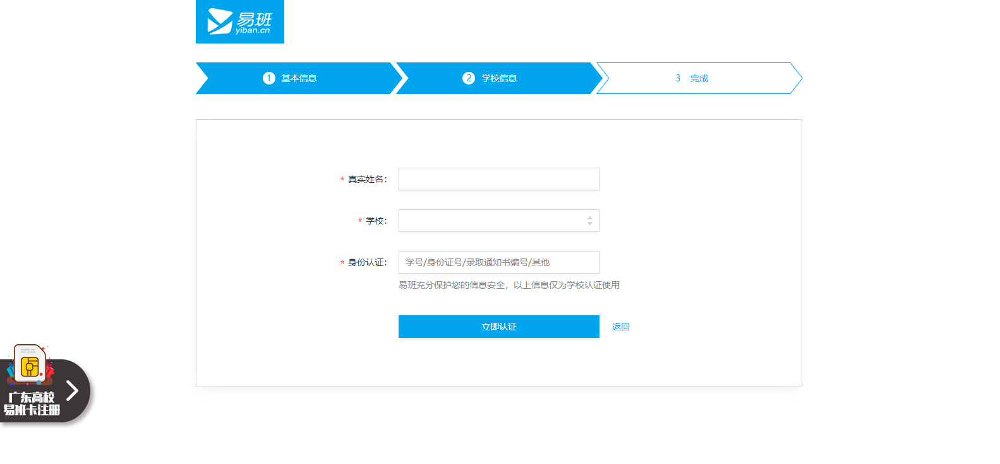 易班
yiban.cn
1 基本信息
2 学校信息
3 完成
* 真实姓名：
* 学校：
* 身份认证：
学号/身份证号/录取通知书编号/其他
易班充分保护您的信息安全，以上信息仅为学校认证使用
立即认证
返回
广东高校
易班卡注册